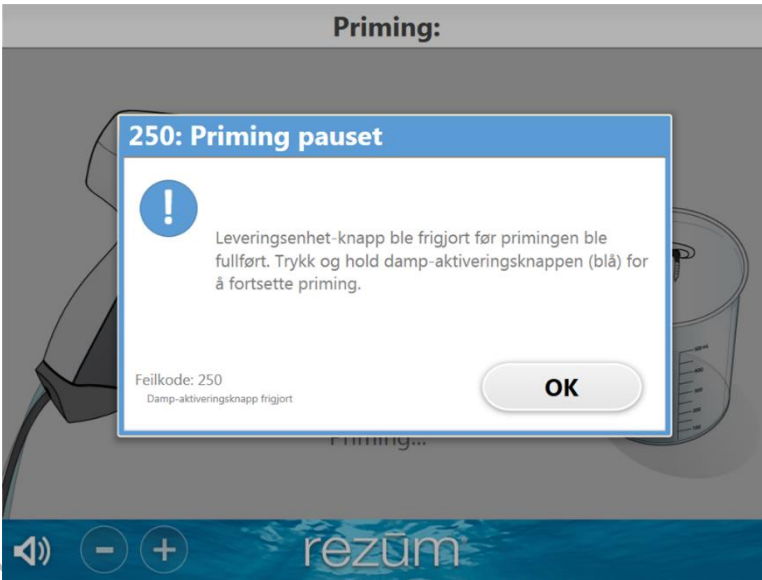 Priming:
250: Priming pauset
!
Leveringsenhet-knapp ble frigjort før primingen ble
fullført. Trykk og hold damp-aktiveringsknappen (blå) for
å fortsette priming.
Feilkode: 250
Damp-aktiveringsknapp frigjort
OK
Priming...
rezūm